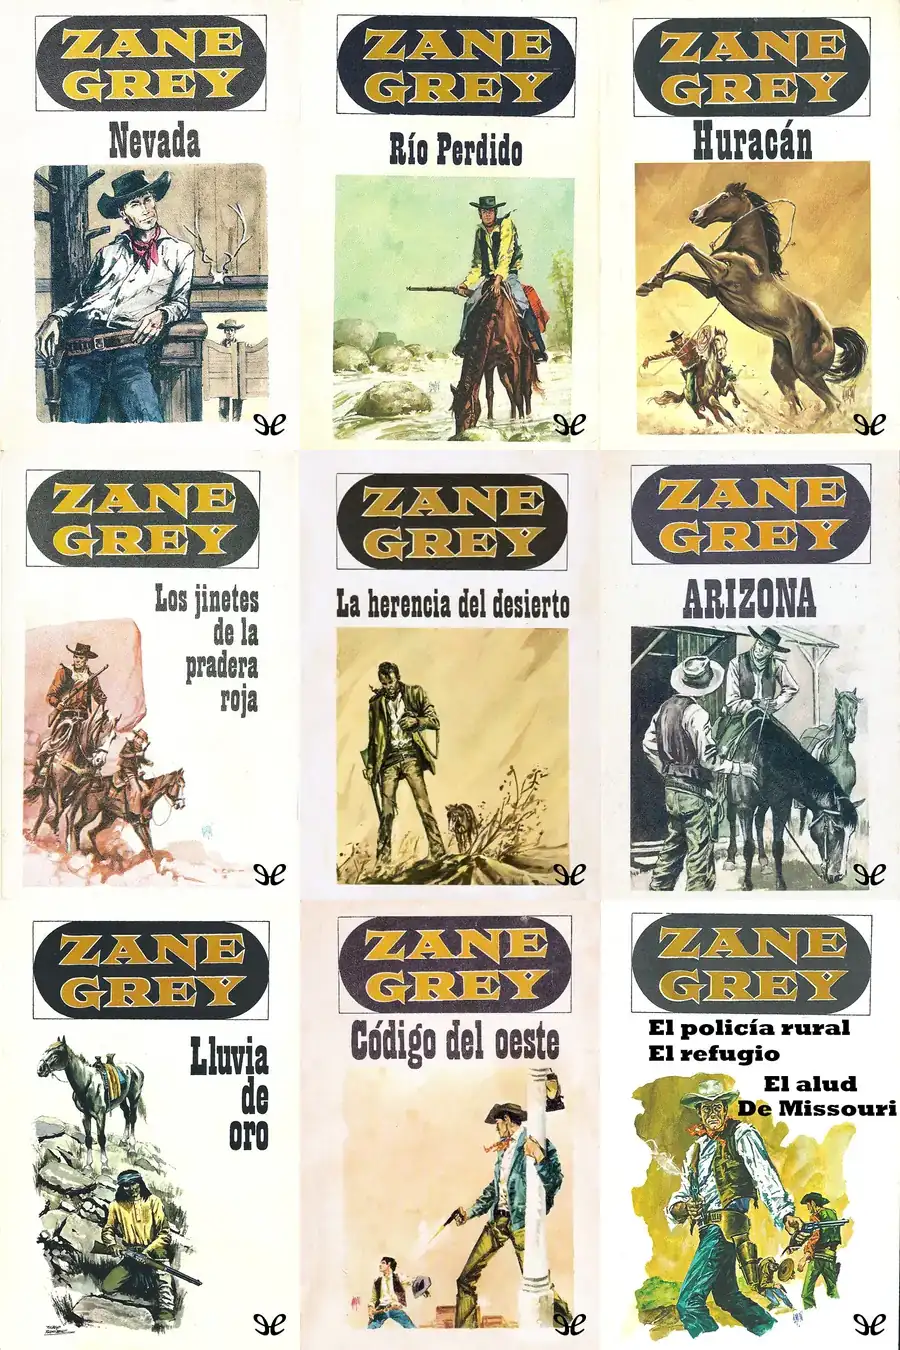 ZANE
GREY
Nevada
ZANE
GREY
Río Perdido
ZANE
GREY
Huracán
ZANE
GREY
Los jinetes
de la
pradera
roja
ZANE
GREY
La herencia del desierto
ZANE
GREY
ARIZONA
ZANE
GREY
Lluvia
de
oro
ZANE
GREY
Código del oeste
ZANE
GREY
El policía rural
El refugio
El alud
De Missouri